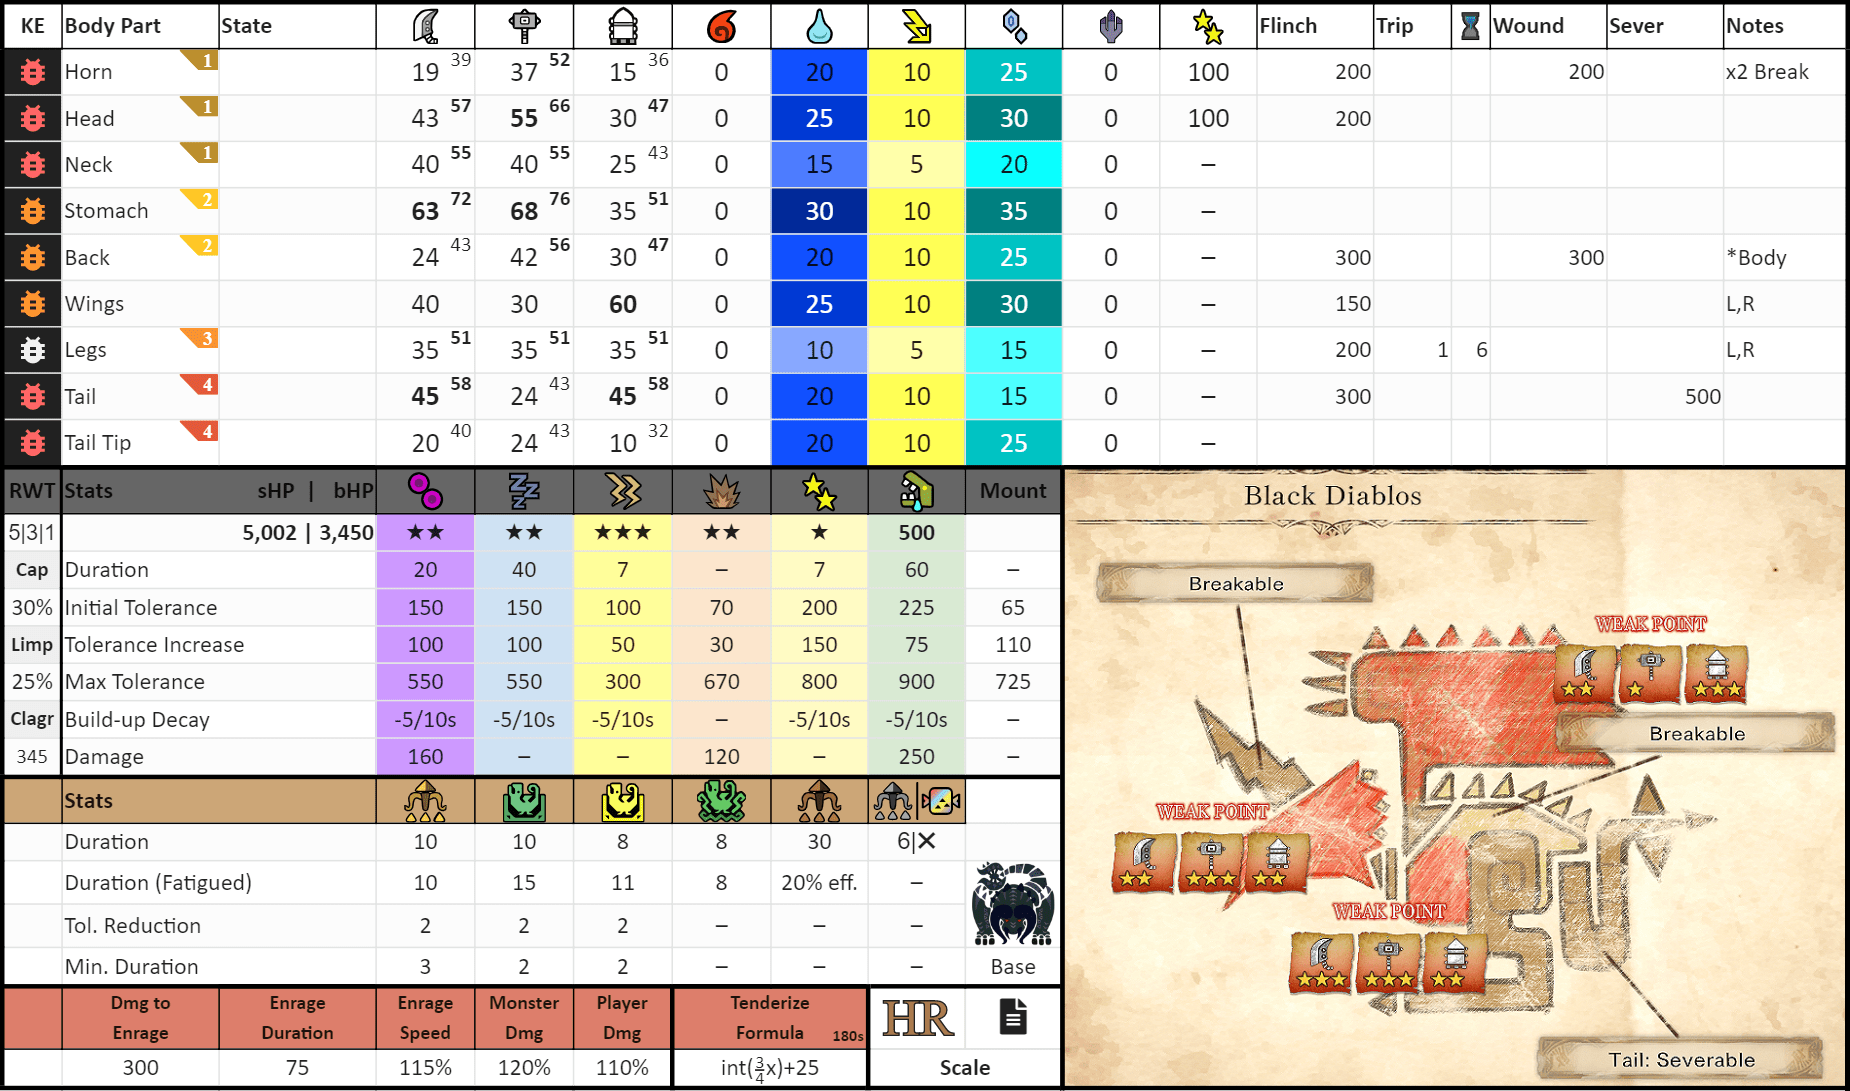 KE Body Part State Flinch Trip Wound Sever Notes
Horn 1 19 39 37 52 15 36 0 20 10 25 0 100 200 200 x2 Break
Head 1 43 57 55 66 30 47 0 25 10 30 0 100 200
Neck 1 40 55 40 55 25 43 0 15 5 20 0 –
Stomach 2 63 72 68 76 35 51 0 30 10 35 0 –
Back 2 24 43 42 56 30 47 0 20 10 25 0 – 300 300 *Body
Wings 40 30 60 0 25 10 30 0 – 150 L,R
Legs 3 35 51 35 51 35 51 0 10 5 15 0 – 200 1 6 L,R
Tail 4 45 58 24 43 45 58 0 20 10 15 0 – 300 500
Tail Tip 4 20 40 24 43 10 32 0 20 10 25 0 –
RWT Stats sHP | bHP Mount
5|3|1 5,002 | 3,450 ★★ ★★ ★★★ ★★ ★ 500
Cap Duration 20 40 7 – 7 60 –
30% Initial Tolerance 150 150 100 70 200 225 65
Limp Tolerance Increase 100 100 50 30 150 75 110
25% Max Tolerance 550 550 300 670 800 900 725
Clagr Build-up Decay -5/10s -5/10s -5/10s – -5/10s -5/10s –
345 Damage 160 – – 120 – 250 –
Stats
Duration 10 10 8 8 30 6|✕
Duration (Fatigued) 10 15 11 8 20% eff. –
Tol. Reduction 2 2 2 – – –
Min. Duration 3 2 2 – – – Base
Dmg to Enrage Enrage Duration Enrage Speed Monster Dmg Player Dmg Tenderize Formula 180s HR
300 75 115% 120% 110% int(3/4x)+25 Scale
Black Diablos
Breakable
WEAK POINT
Breakable
WEAK POINT
WEAK POINT
Tail: Severable